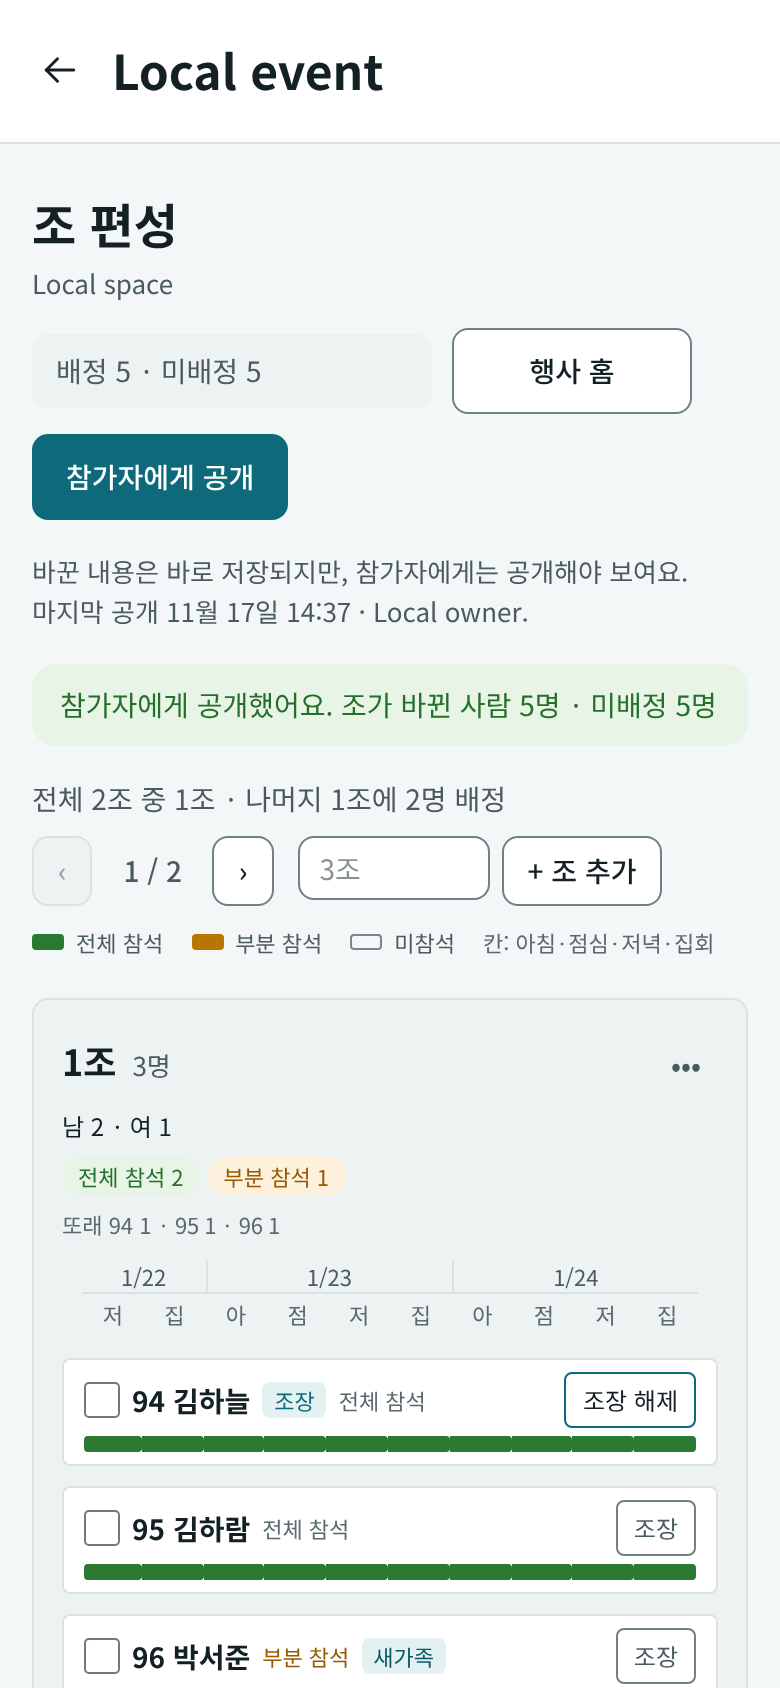 ← Local event
조 편성
Local space
배정 5 · 미배정 5
행사 홈
참가자에게 공개
바꾼 내용은 바로 저장되지만, 참가자에게는 공개해야 보여요.
마지막 공개 11월 17일 14:37 · Local owner.
참가자에게 공개했어요. 조가 바뀐 사람 5명 · 미배정 5명
전체 2조 중 1조 · 나머지 1조에 2명 배정
‹ 1 / 2 › 3조 + 조 추가
전체 참석 부분 참석 미참석 칸: 아침·점심·저녁·집회
1조 3명 •••
남 2 · 여 1
전체 참석 2 부분 참석 1
또래 94 1 · 95 1 · 96 1
1/22 1/23 1/24
저 집 아 점 저 집 아 점 저 집
94 김하늘 조장 전체 참석 조장 해제
95 김하람 전체 참석 조장
96 박서준 부분 참석 새가족 조장